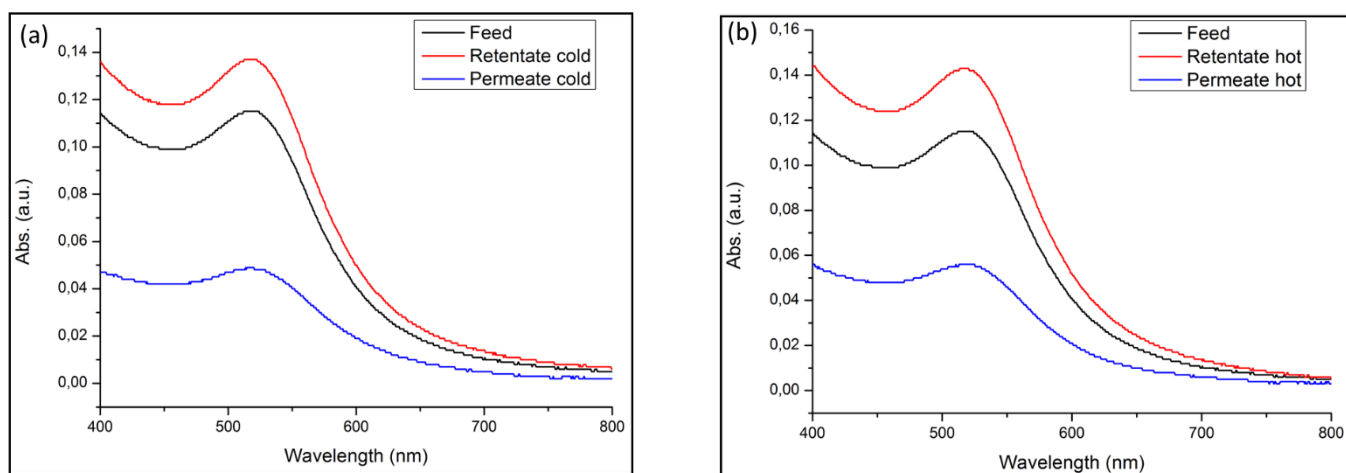 (a)
Feed
Retentate cold
Permeate cold
0,14
0,12
0,10
0,08
0,06
0,04
0,02
0,00
Abs. (a.u.)
400 500 600 700 800
Wavelength (nm)
(b)
Feed
Retentate hot
Permeate hot
0,16
0,14
0,12
0,10
0,08
0,06
0,04
0,02
0,00
Abs. (a.u.)
400 500 600 700 800
Wavelength (nm)